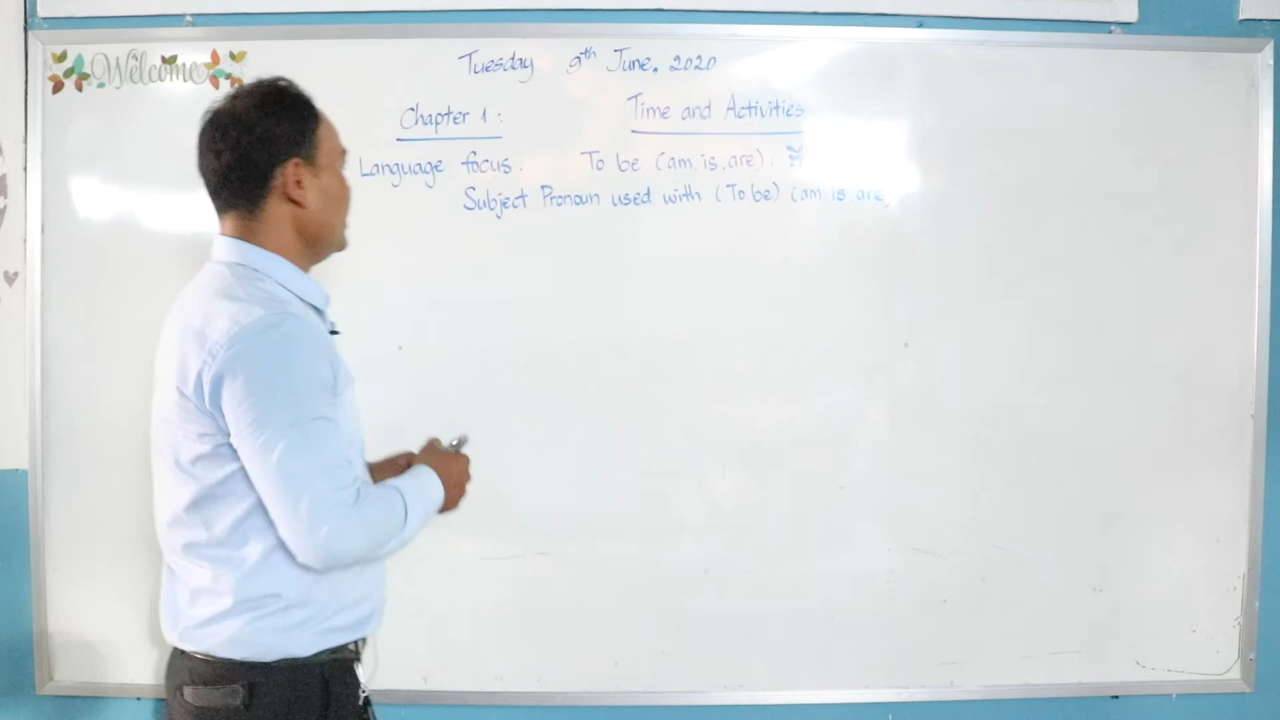 Welcome
Tuesday 9th June. 2020
Chapter 1 : Time and Activities
Language focus. To be (am, is, are) :
Subject Pronoun used with (To be) (am is are)